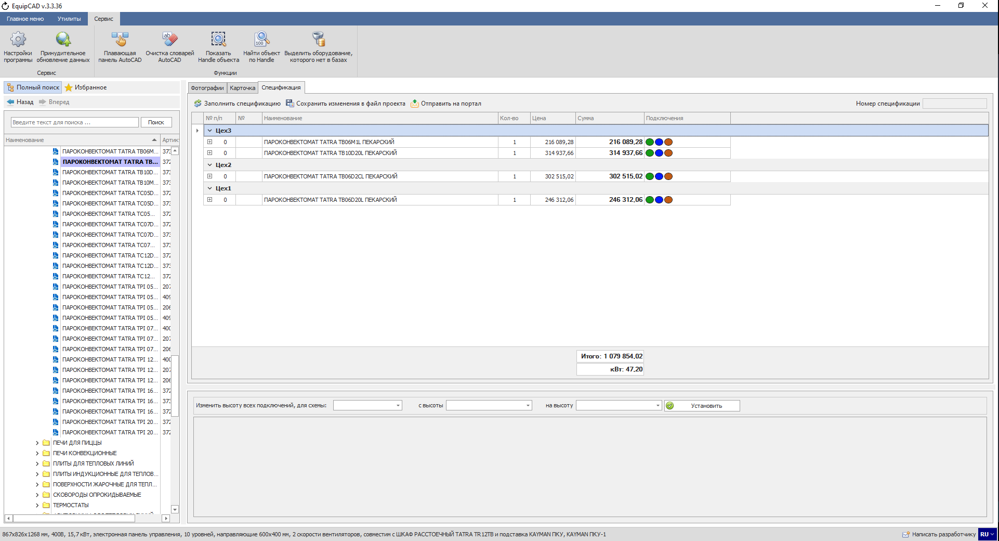 EquipCAD v.3.3.36
Главное меню Утилиты Сервис
Настройки программы
Принудительное обновление данных
Плавающая панель AutoCAD
Очистка словарей AutoCAD
Показать Handle объекта
Найти объект по Handle
Выделить оборудование, которого нет в базах
Сервис Функции
Полный поиск Избранное
Назад Вперед
Введите текст для поиска ... Поиск
Наименование Артик
ПАРОКОНВЕКТОМАТ TATRA TB06M... 373
ПАРОКОНВЕКТОМАТ TATRA TB... 372
ПАРОКОНВЕКТОМАТ TATRA TB10D... 373
ПАРОКОНВЕКТОМАТ TATRA TB10M... 373
ПАРОКОНВЕКТОМАТ TATRA TC05D... 372
ПАРОКОНВЕКТОМАТ TATRA TC05D... 373
ПАРОКОНВЕКТОМАТ TATRA TC05... 372
ПАРОКОНВЕКТОМАТ TATRA TC07D... 372
ПАРОКОНВЕКТОМАТ TATRA TC07D... 373
ПАРОКОНВЕКТОМАТ TATRA TC07... 373
ПАРОКОНВЕКТОМАТ TATRA TC12D... 372
ПАРОКОНВЕКТОМАТ TATRA TC12D... 373
ПАРОКОНВЕКТОМАТ TATRA TC12... 372
ПАРОКОНВЕКТОМАТ TATRA TPI 05... 207
ПАРОКОНВЕКТОМАТ TATRA TPI 05... 409
ПАРОКОНВЕКТОМАТ TATRA TPI 05... 206
ПАРОКОНВЕКТОМАТ TATRA TPI 05... 409
ПАРОКОНВЕКТОМАТ TATRA TPI 07... 400
ПАРОКОНВЕКТОМАТ TATRA TPI 07... 207
ПАРОКОНВЕКТОМАТ TATRA TPI 07... 206
ПАРОКОНВЕКТОМАТ TATRA TPI 12... 400
ПАРОКОНВЕКТОМАТ TATRA TPI 12... 207
ПАРОКОНВЕКТОМАТ TATRA TPI 12... 206
ПАРОКОНВЕКТОМАТ TATRA TPI 16... 372
ПАРОКОНВЕКТОМАТ TATRA TPI 16... 373
ПАРОКОНВЕКТОМАТ TATRA TPI 16... 372
ПАРОКОНВЕКТОМАТ TATRA TPI 20... 372
ПАРОКОНВЕКТОМАТ TATRA TPI 20... 372
ПЕЧИ ДЛЯ ПИЦЦЫ
ПЕЧИ КОНВЕКЦИОННЫЕ
ПЛИТЫ ДЛЯ ТЕПЛОВЫХ ЛИНИЙ
ПЛИТЫ ИНДУКЦИОННЫЕ ДЛЯ ТЕПЛОВ...
ПОВЕРХНОСТИ ЖАРОЧНЫЕ ДЛЯ ТЕПЛ...
СКОВОРОДЫ ОПРОКИДЫВАЕМЫЕ
ТЕРМОСТАТЫ
Фотографии Карточка Спецификация
Заполнить спецификацию Сохранить изменения в файл проекта Отправить на портал Номер спецификации
№ п/п № Наименование Кол-во Цена Сумма Подключения
Цех3
0 ПАРОКОНВЕКТОМАТ TATRA TB06M1L ПЕКАРСКИЙ 1 216 089,28 216 089,28
0 ПАРОКОНВЕКТОМАТ TATRA TB10D20L ПЕКАРСКИЙ 1 314 937,66 314 937,66
Цех2
0 ПАРОКОНВЕКТОМАТ TATRA TB06D2CL ПЕКАРСКИЙ 1 302 515,02 302 515,02
Цех1
0 ПАРОКОНВЕКТОМАТ TATRA TB06D20L ПЕКАРСКИЙ 1 246 312,06 246 312,06
Итого: 1 079 854,02
кВт: 47,20
Изменить высоту всех подключений, для схемы: с высоты на высоту Установить
867x826x1268 мм, 400В, 15,7 кВт, электронная панель управления, 10 уровней, направляющие 600x400 мм, 2 скорости вентиляторов, совместим с ШКАФ РАССТОЕЧНЫЙ TATRA TR12TB и подставка KAYMAN ПКУ, KAYMAN ПКУ-1
Написать разработчику RU